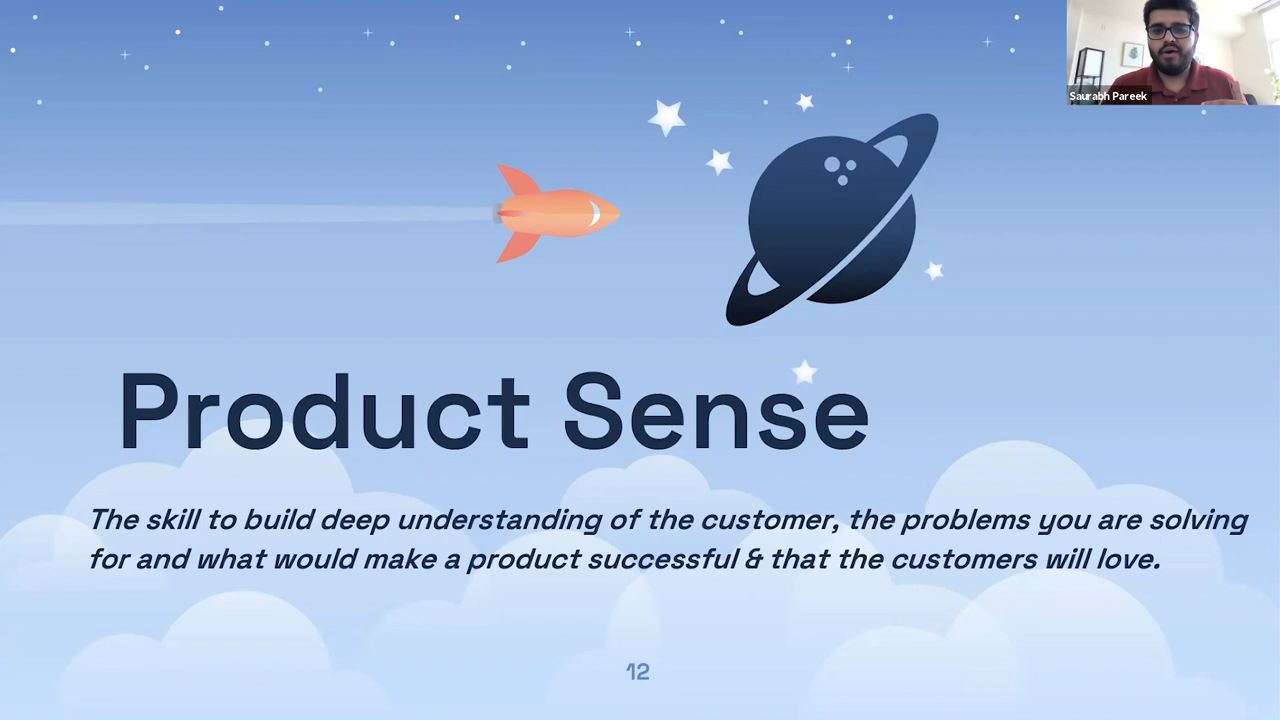 Saurabh Pareek
Product Sense
The skill to build deep understanding of the customer, the problems you are solving
for and what would make a product successful & that the customers will love.
12